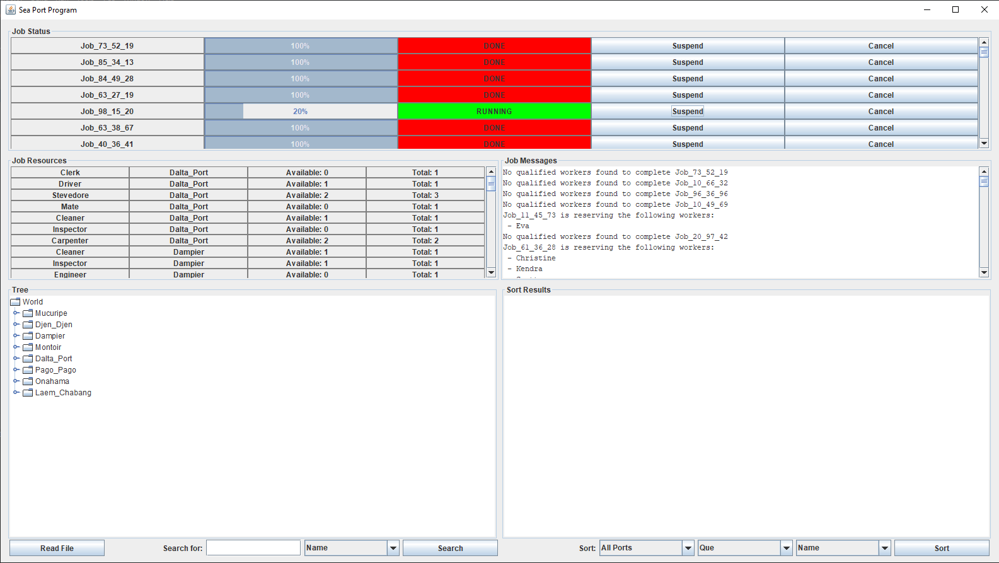 Sea Port Program
Job Status
Job_73_52_19 100% DONE Suspend Cancel
Job_85_34_13 100% DONE Suspend Cancel
Job_84_49_28 100% DONE Suspend Cancel
Job_63_27_19 100% DONE Suspend Cancel
Job_98_15_20 20% RUNNING Suspend Cancel
Job_63_38_67 100% DONE Suspend Cancel
Job_40_36_41 100% DONE Suspend Cancel
Job Resources
Clerk Dalta_Port Available: 0 Total: 1
Driver Dalta_Port Available: 1 Total: 1
Stevedore Dalta_Port Available: 2 Total: 3
Mate Dalta_Port Available: 0 Total: 1
Cleaner Dalta_Port Available: 1 Total: 1
Inspector Dalta_Port Available: 0 Total: 1
Carpenter Dalta_Port Available: 2 Total: 2
Cleaner Dampier Available: 1 Total: 1
Inspector Dampier Available: 1 Total: 1
Engineer Dampier Available: 0 Total: 1
Job Messages
No qualified workers found to complete Job_73_52_19
No qualified workers found to complete Job_10_66_32
No qualified workers found to complete Job_96_36_96
No qualified workers found to complete Job_10_49_69
Job_11_45_73 is reserving the following workers:
- Eva
No qualified workers found to complete Job_20_97_42
Job_61_36_28 is reserving the following workers:
- Christine
- Kendra
Tree
World
Mucuripe
Djen_Djen
Dampier
Montoir
Dalta_Port
Pago_Pago
Onahama
Laem_Chabang
Sort Results
Read File Search for: Name Search
Sort: All Ports Que Name Sort